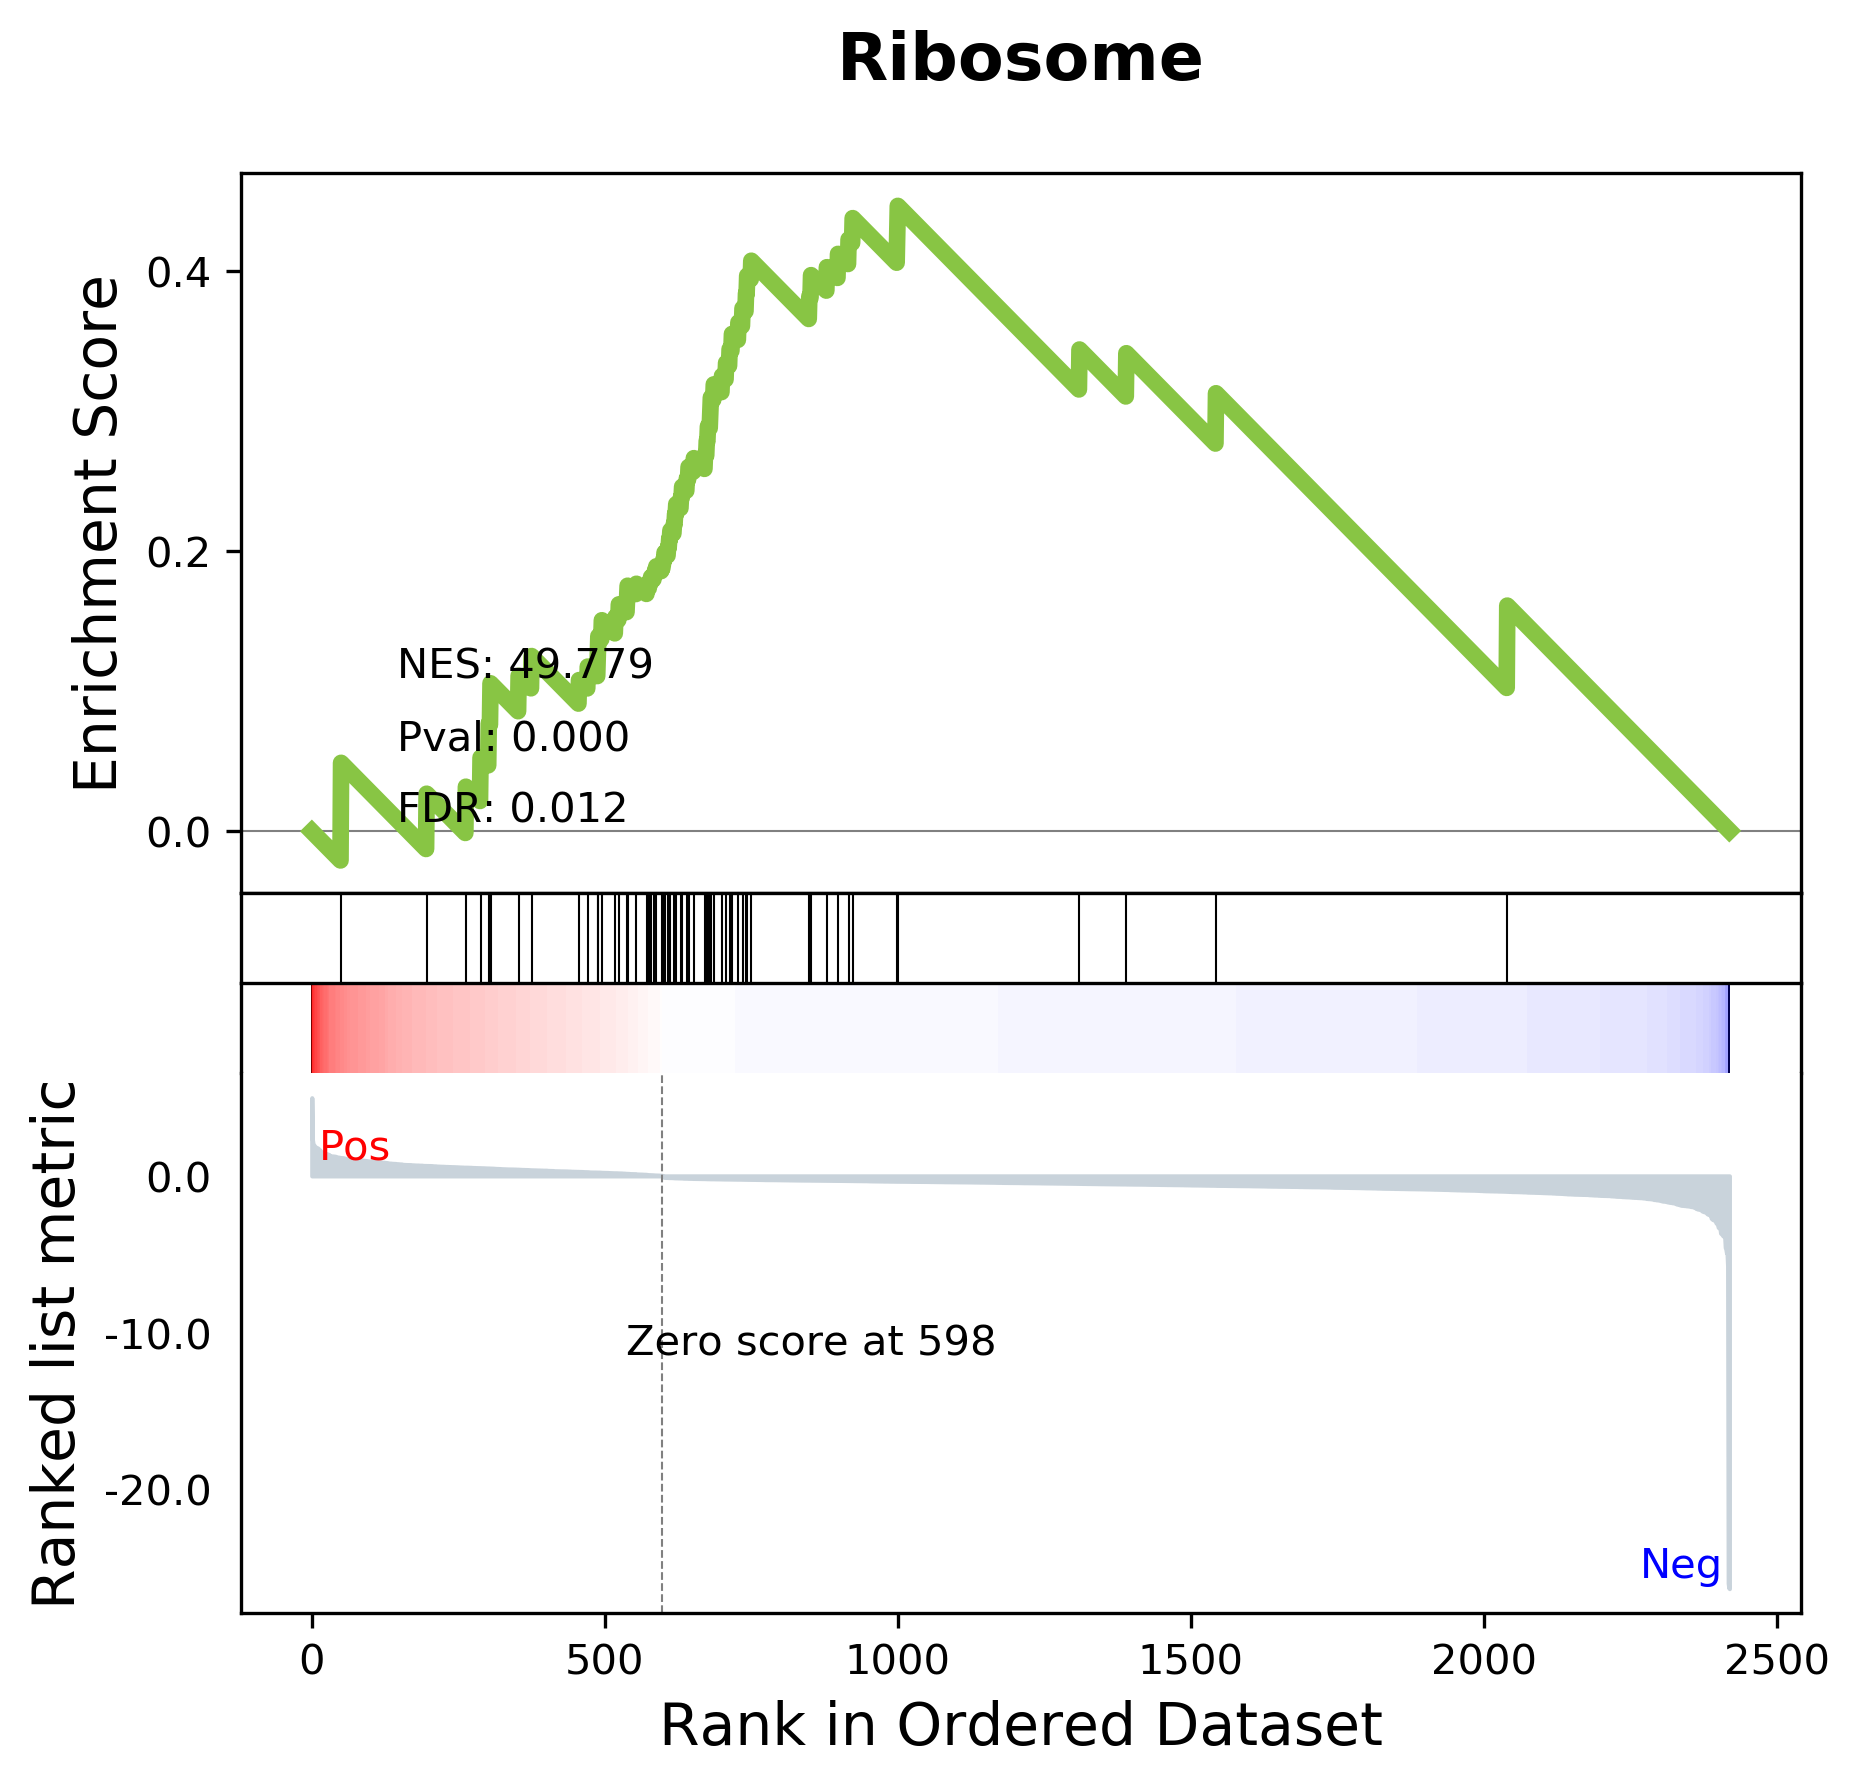 Ribosome
Enrichment Score
0.4
0.2
0.0
NES: 49.779
Pval: 0.000
FDR: 0.012
Ranked list metric
0.0
-10.0
-20.0
Pos
Zero score at 598
Neg
0 500 1000 1500 2000 2500
Rank in Ordered Dataset